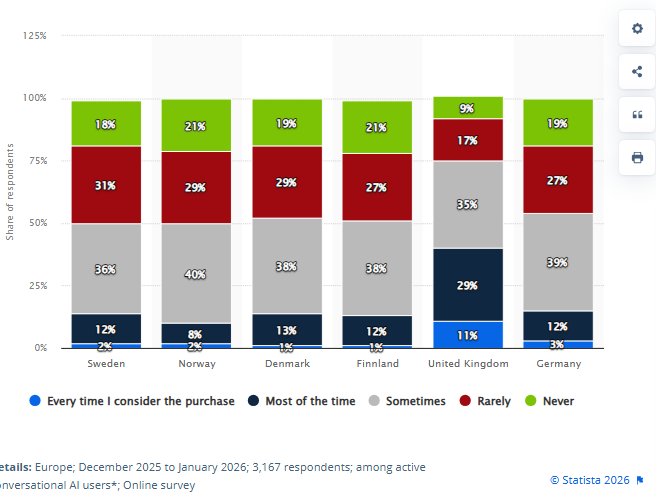 125%
100%
75%
50%
25%
0%
Share of respondents
18% 21% 19% 21% 9% 19%
31% 29% 29% 27% 17% 27%
36% 40% 38% 38% 35% 39%
12% 8% 13% 12% 29% 12%
2% 2% 1% 1% 11% 3%
Sweden Norway Denmark Finnland United Kingdom Germany
Every time I consider the purchase Most of the time Sometimes Rarely Never
etails: Europe; December 2025 to January 2026; 3,167 respondents; among active
onversational AI users*; Online survey
© Statista 2026